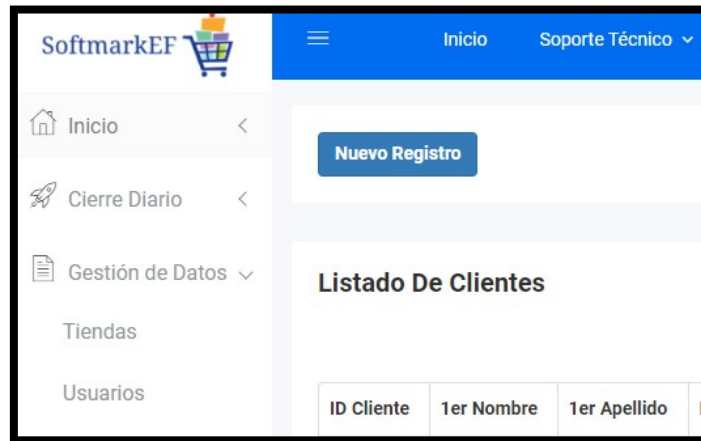 SoftmarkEF
Inicio
Soporte Técnico
Inicio
Cierre Diario
Gestión de Datos
Tiendas
Usuarios
Nuevo Registro
Listado De Clientes
ID Cliente
1er Nombre
1er Apellido